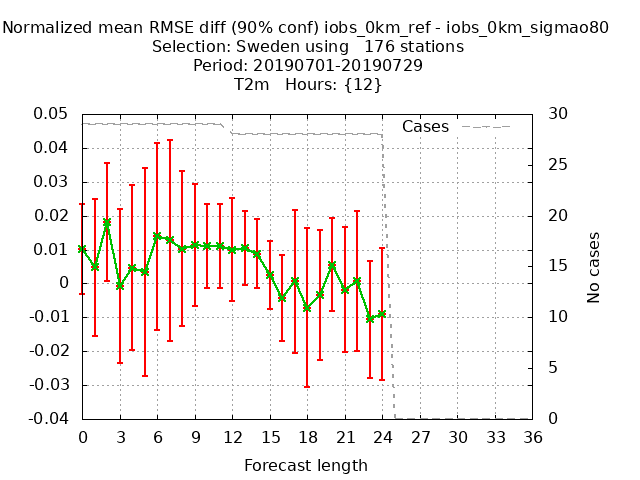 Normalized mean RMSE diff (90% conf) iobs_0km_ref - iobs_0km_sigmao80
Selection: Sweden using   176 stations
Period: 20190701-20190729
T2m   Hours: {12}
Cases
0.05
0.04
0.03
0.02
0.01
0
-0.01
-0.02
-0.03
-0.04
30
25
20
15
10
5
0
No cases
0 3 6 9 12 15 18 21 24 27 30 33 36
Forecast length